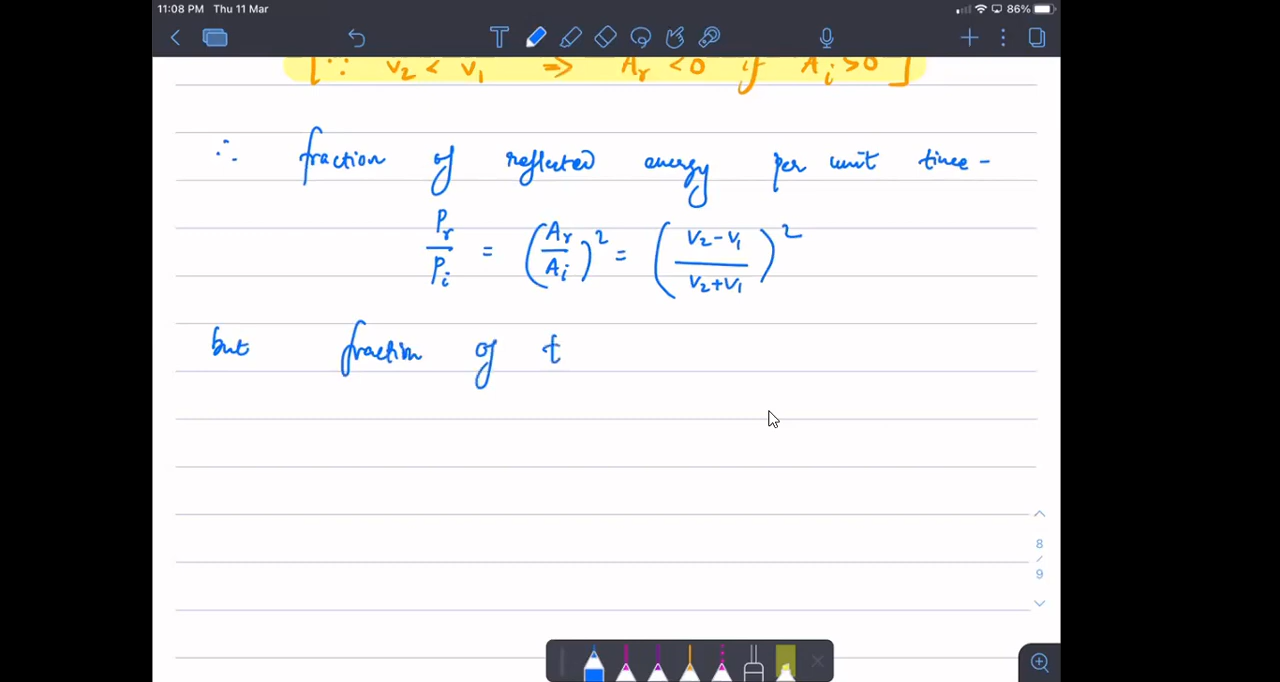 11:08 PM Thu 11 Mar 86%
[∵ v₂ < v₁ ⇒ Aᵣ < 0 if Aᵢ > 0]
∴ fraction of reflected energy per unit time -
Pᵣ/Pᵢ = (Aᵣ/Aᵢ)² = ((v₂-v₁)/(v₂+v₁))²
but fraction of t
8
/
9